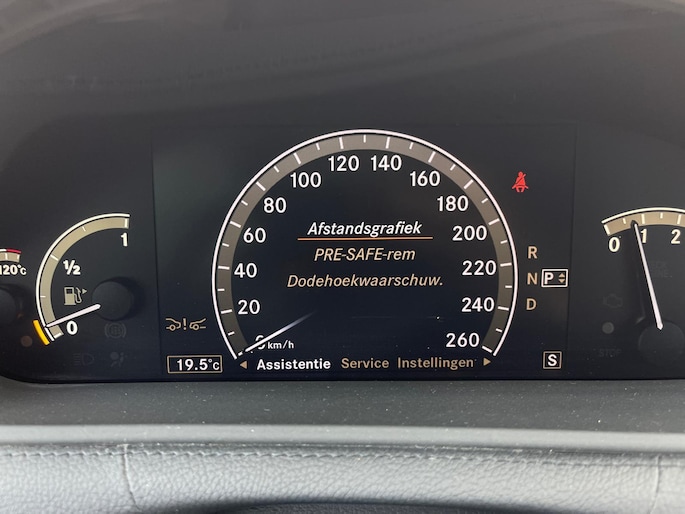 120 140
100 160
80 180
60 200
40 220
20 240
0 260
km/h
Afstandsgrafiek
PRE-SAFE-rem
Dodehoekwaarschuw.
Assistentie Service Instellingen
1
½
0
120°C
19.5°C
R
N P
D
S
0 1 2